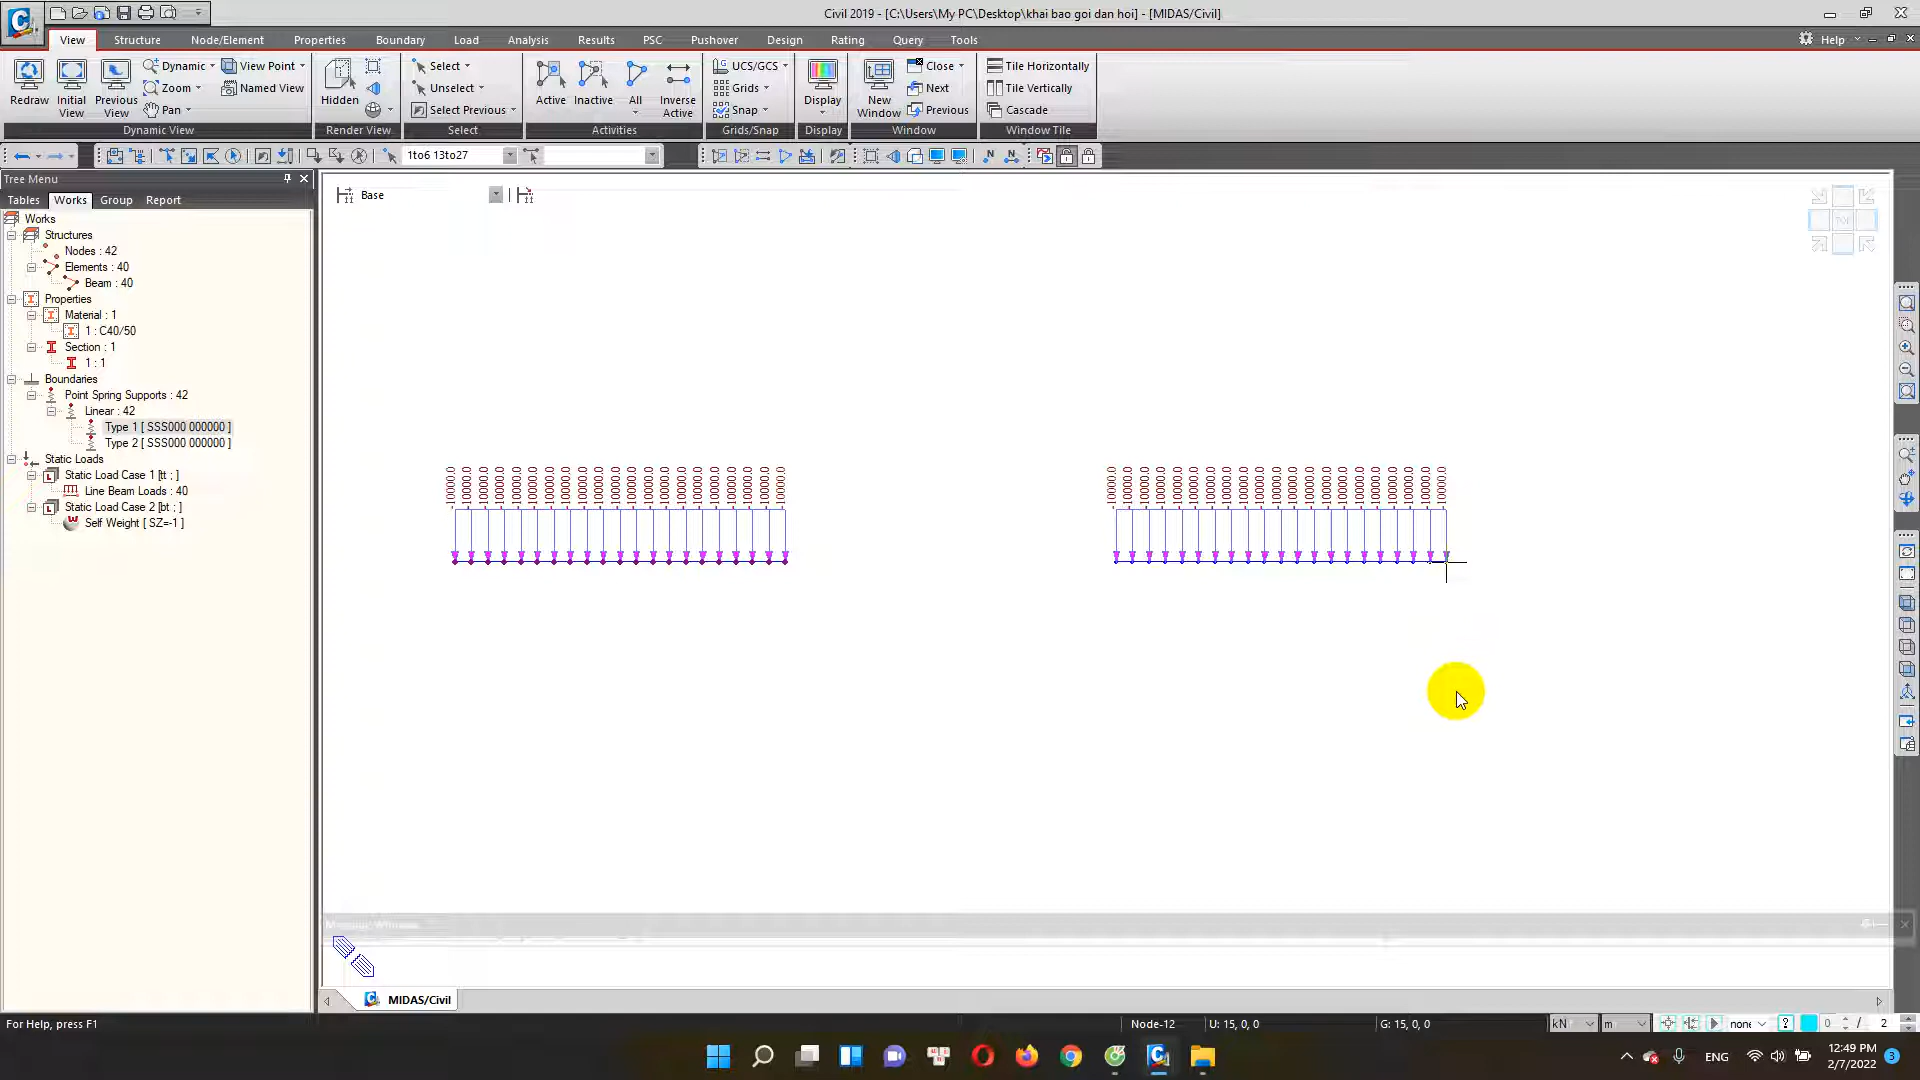 Civil 2019 - [C:\Users\My PC\Desktop\khai bao goi dan hoi] - [MIDAS/Civil]
View Structure Node/Element Properties Boundary Load Analysis Results PSC Pushover Design Rating Query Tools Help
Redraw
Initial View
Previous View
Dynamic
Zoom
Pan
View Point
Named View
Dynamic View
Hidden
Render View
Select
Unselect
Select Previous
Select
Active
Inactive
All
Inverse Active
Activities
UCS/GCS
Grids
Snap
Grids/Snap
Display
Display
New Window
Close
Next
Previous
Window
Tile Horizontally
Tile Vertically
Cascade
Window Tile
1to6 13to27
Tree Menu
Tables Works Group Report
Works
Structures
Nodes : 42
Elements : 40
Beam : 40
Properties
Material : 1
1 : C40/50
Section : 1
1 : 1
Boundaries
Point Spring Supports : 42
Linear : 42
Type 1 [ SSS000 000000 ]
Type 2 [ SSS000 000000 ]
Static Loads
Static Load Case 1 [tt ; ]
Line Beam Loads : 40
Static Load Case 2 [bt ; ]
Self Weight [ SZ=-1 ]
Base
MIDAS/Civil
For Help, press F1
Node-12
U: 15, 0, 0
G: 15, 0, 0
kN
m
none
0 / 2
ENG
12:49 PM
2/7/2022
3